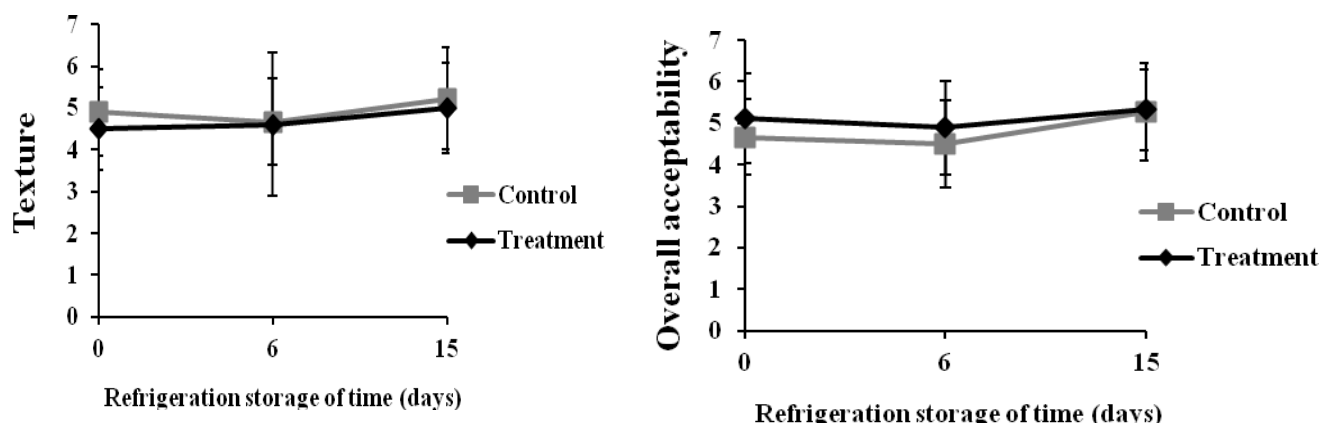 7
6
5
4
3
2
1
0
Texture
0 6 15
Refrigeration storage of time (days)
Control
Treatment
7
6
5
4
3
2
1
0
Overall acceptability
0 6 15
Refrigeration storage of time (days)
Control
Treatment